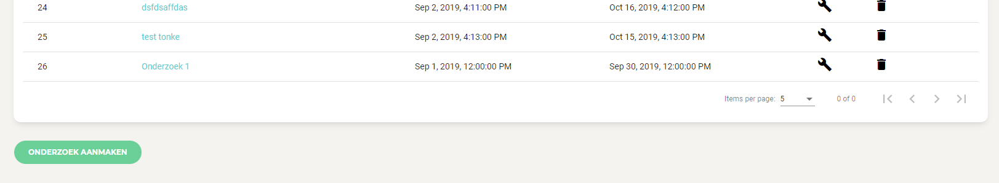 24 dsfdsaffdas Sep 2, 2019, 4:11:00 PM Oct 16, 2019, 4:12:00 PM
25 test tonke Sep 2, 2019, 4:13:00 PM Oct 15, 2019, 4:13:00 PM
26 Onderzoek 1 Sep 1, 2019, 12:00:00 PM Sep 30, 2019, 12:00:00 PM
Items per page: 5 0 of 0
ONDERZOEK AANMAKEN